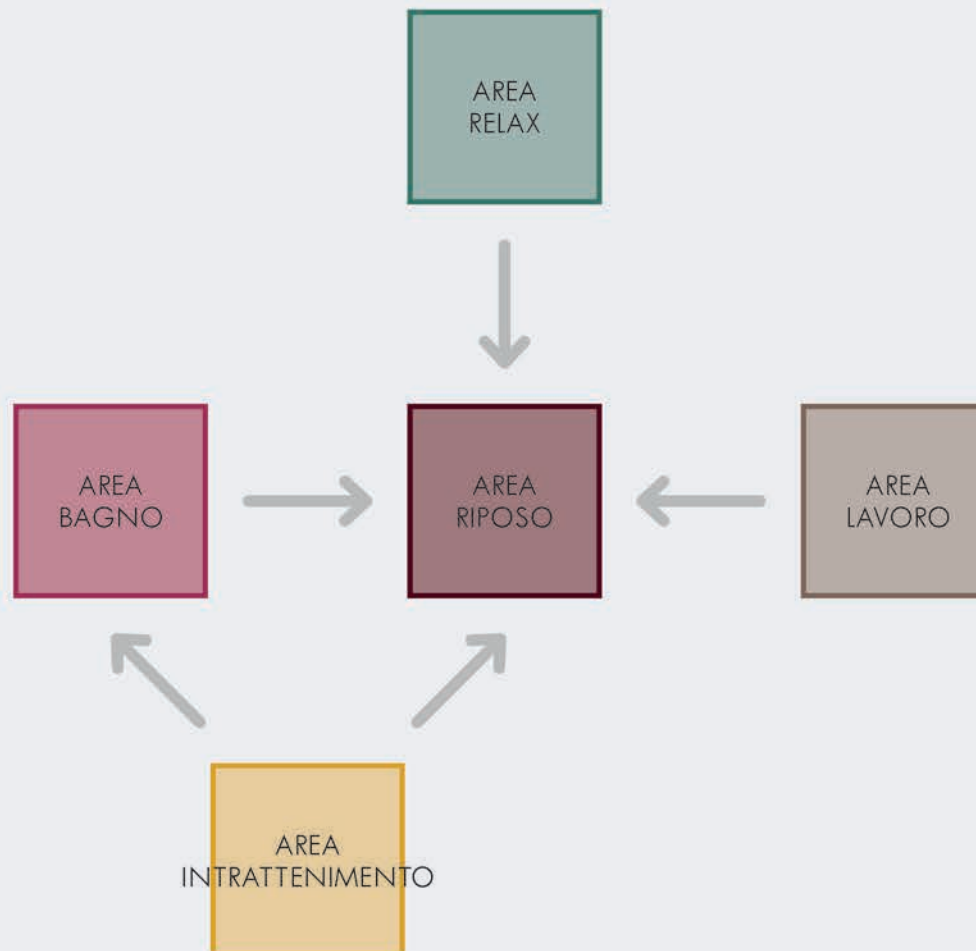 AREA
RELAX
AREA
BAGNO
AREA
RIPOSO
AREA
LAVORO
AREA
INTRATTENIMENTO